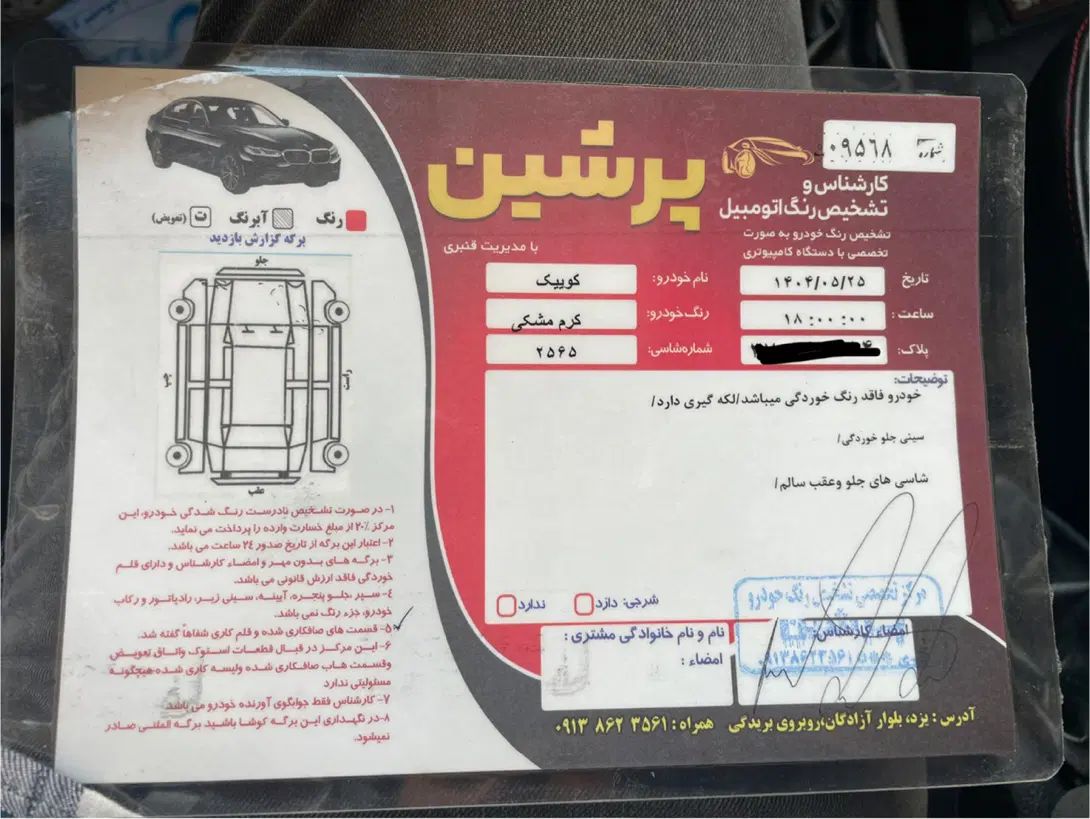 شماره ۰۹۵۶۸
پرشین
کارشناس و
تشخیص رنگ اتومبیل
تشخیص رنگ خودرو به صورت
تخصصی با دستگاه کامپیوتری
با مدیریت قنبری
تاریخ ۱۴۰۴/۰۵/۲۵
نام خودرو: کوییک
ساعت: ۱۸:۰۰:۰۰
رنگ خودرو: کرم مشکی
پلاک:
شماره شاسی: ۲۵۶۵
توضیحات:
خودرو فاقد رنگ خوردگی میباشد/لکه گیری دارد/
سینی جلو خوردگی/
شاسی های جلو وعقب سالم/
شرجی: دارد ندارد
نام و نام خانوادگی مشتری:
امضاء:
امضاء کارشناس:
مرکز تخصصی تشخیص رنگ خودرو
۰۹۱۳۸۶۲۳۵۶۱
آدرس: یزد، بلوار آزادگان،روبروی بریدگی همراه: ۰۹۱۳ ۸۶۲ ۳۵۶۱
رنگ آبرنگ ت (تعویض)
برگه گزارش بازدید
جلو
چپ
راست
عقب
۱- در صورت تشخیص نادرست رنگ شدگی خودرو، این
مرکز ۲۰٪ از مبلغ خسارت وارده را پرداخت می نماید.
۲- اعتبار این برگه از تاریخ صدور ۲۴ ساعت می باشد.
۳- برگه های بدون مهر و امضاء کارشناس و دارای قلم
خوردگی فاقد ارزش قانونی می باشد.
۴- سپر ،جلو پنجره، آیینه، سینی زیر، رادیاتور و رکاب
خودرو، جزء رنگ نمی باشد.
۵- قسمت های صافکاری شده و قلم کاری شفاهاً گفته شد.
۶- این مرکز در قبال قطعات استوک واتاق تعویض
وقسمت هاب صافکاری شده ولیسه کاری شده هیچگونه
مسئولیتی ندارد
۷- کارشناس فقط جوابگوی آورنده خودرو می باشد.
۸-در نگهداری این برگه کوشا باشید برگه المثنی صادر
نمیشود.